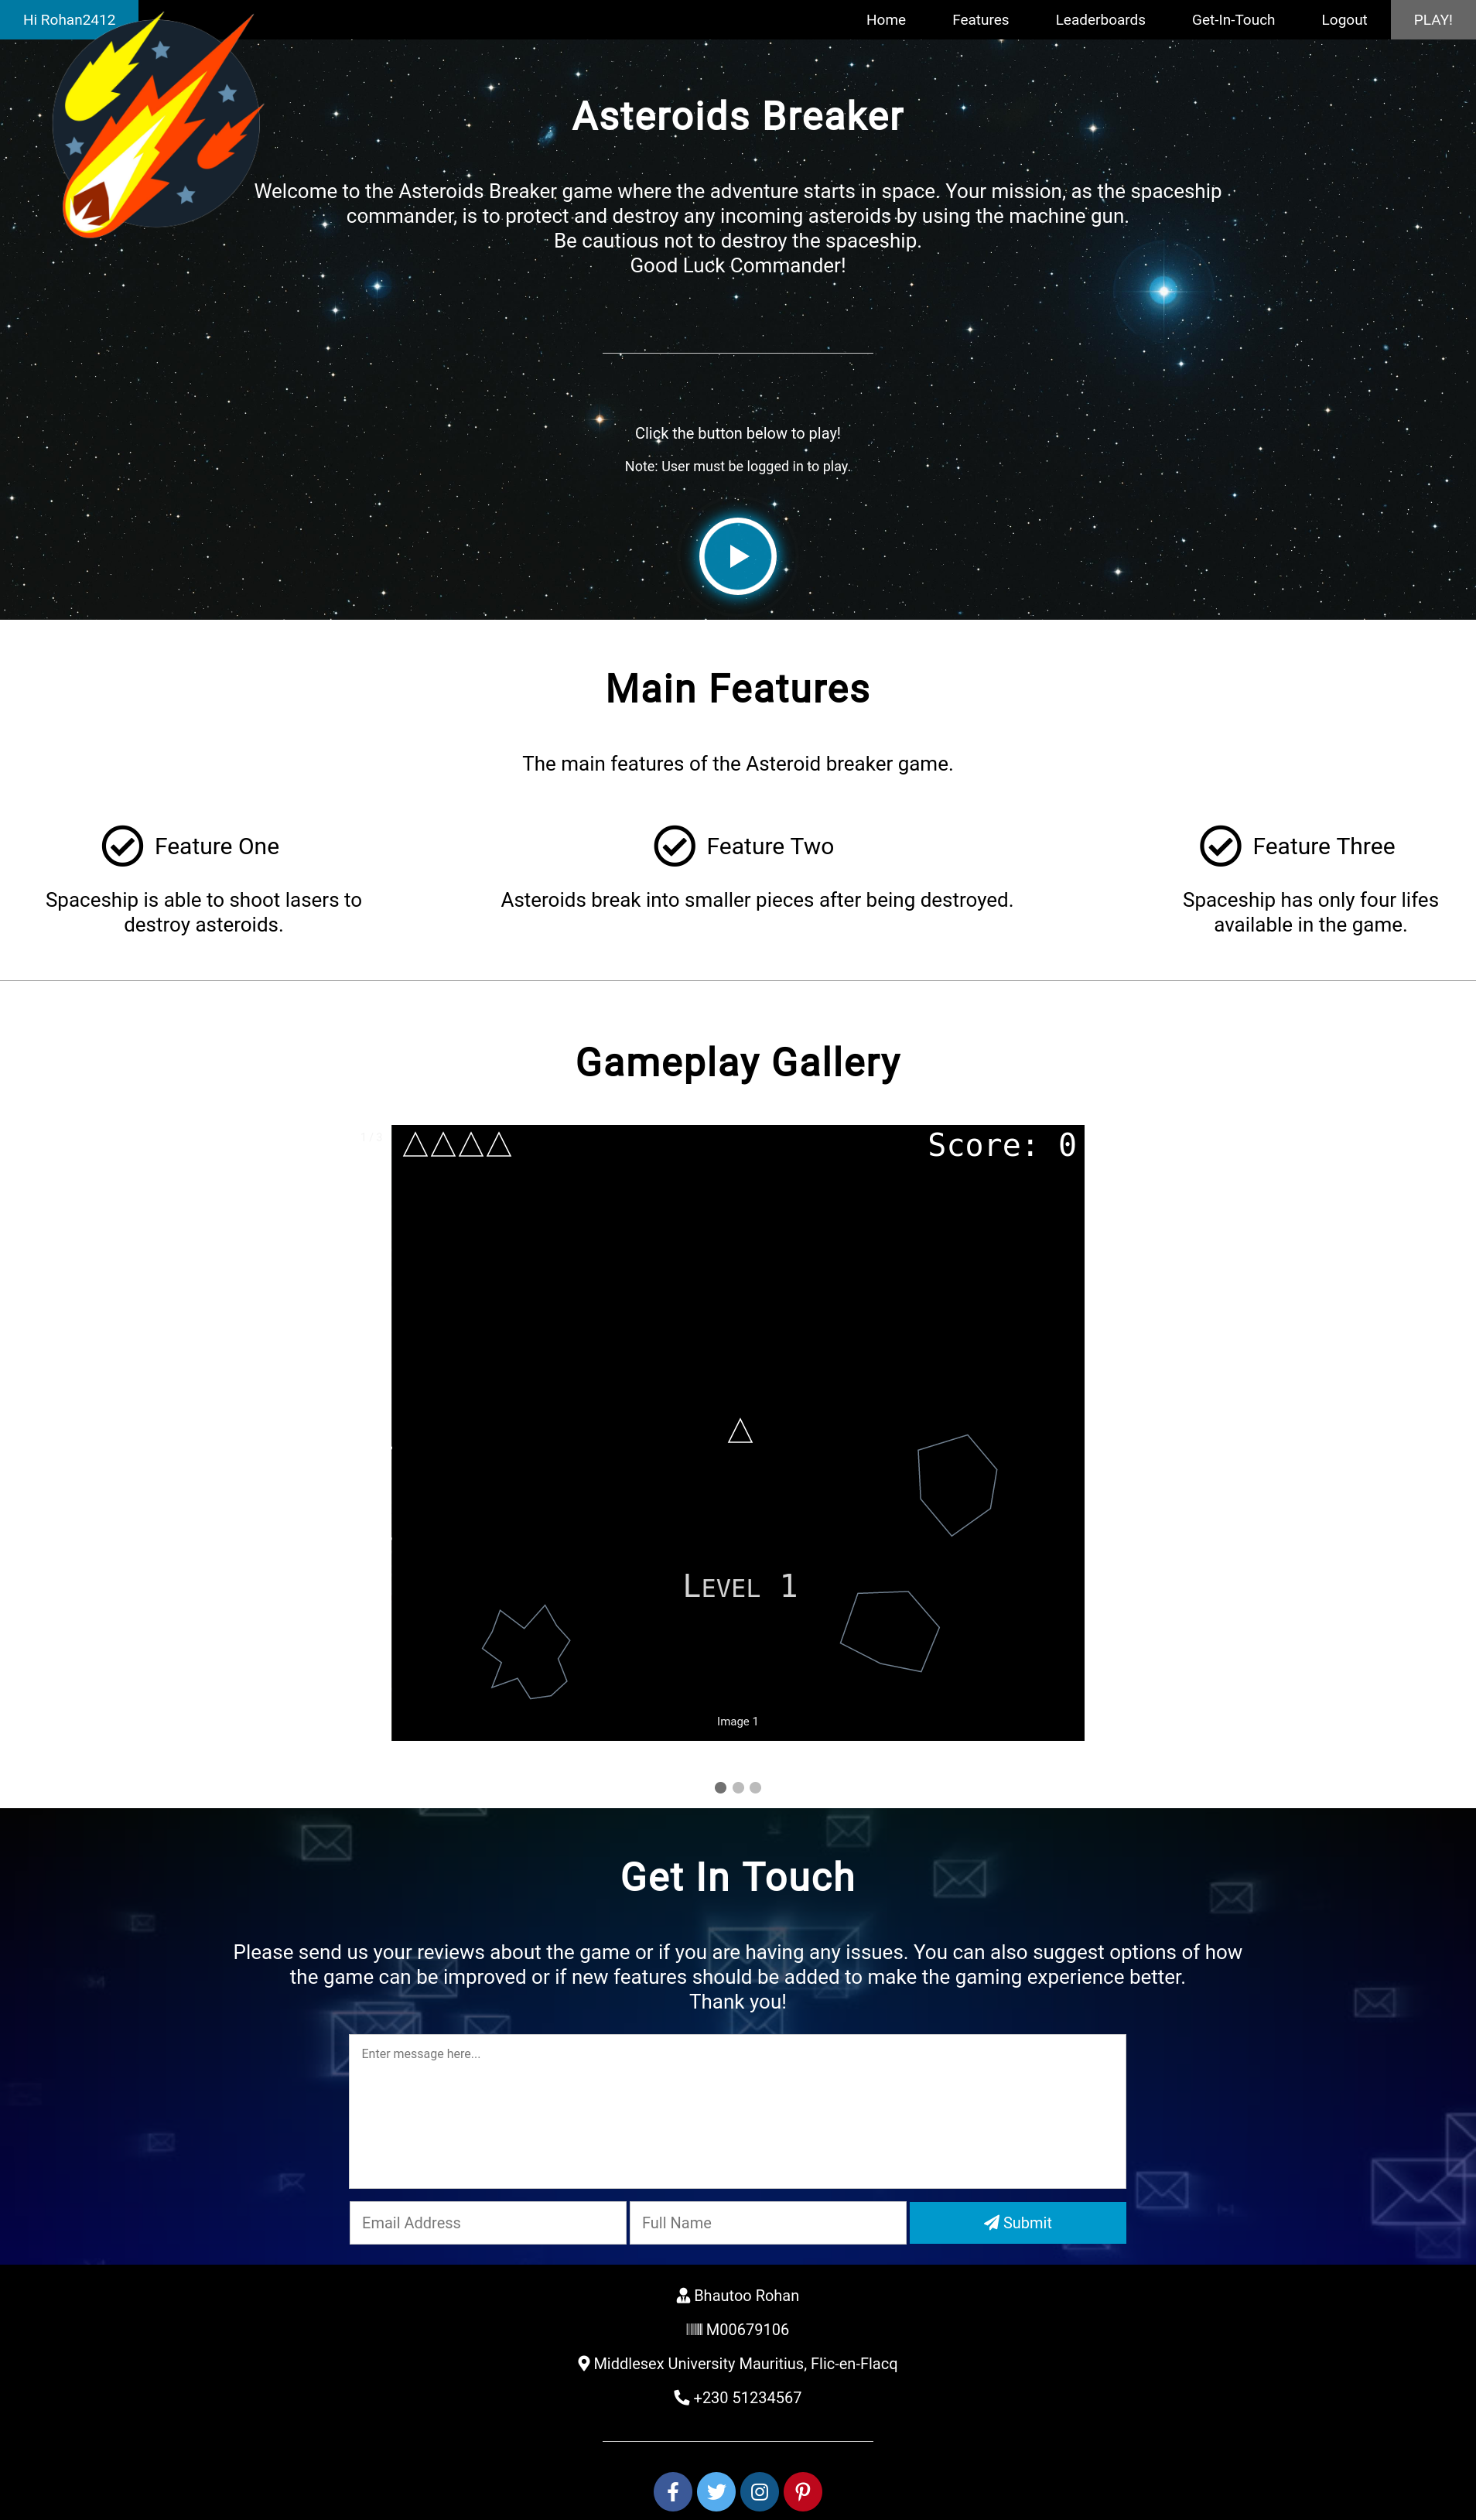 Hi Rohan2412
Home Features Leaderboards Get-In-Touch Logout PLAY!
Asteroids Breaker
Welcome to the Asteroids Breaker game where the adventure starts in space. Your mission, as the spaceship
commander, is to protect and destroy any incoming asteroids by using the machine gun.
Be cautious not to destroy the spaceship.
Good Luck Commander!
Click the button below to play!
Note: User must be logged in to play.
Main Features
The main features of the Asteroid breaker game.
Feature One
Spaceship is able to shoot lasers to
destroy asteroids.
Feature Two
Asteroids break into smaller pieces after being destroyed.
Feature Three
Spaceship has only four lifes
available in the game.
Gameplay Gallery
Score: 0
Level 1
Image 1
Get In Touch
Please send us your reviews about the game or if you are having any issues. You can also suggest options of how
the game can be improved or if new features should be added to make the gaming experience better.
Thank you!
Enter message here...
Email Address
Full Name
Submit
Bhautoo Rohan
M00679106
Middlesex University Mauritius, Flic-en-Flacq
+230 51234567